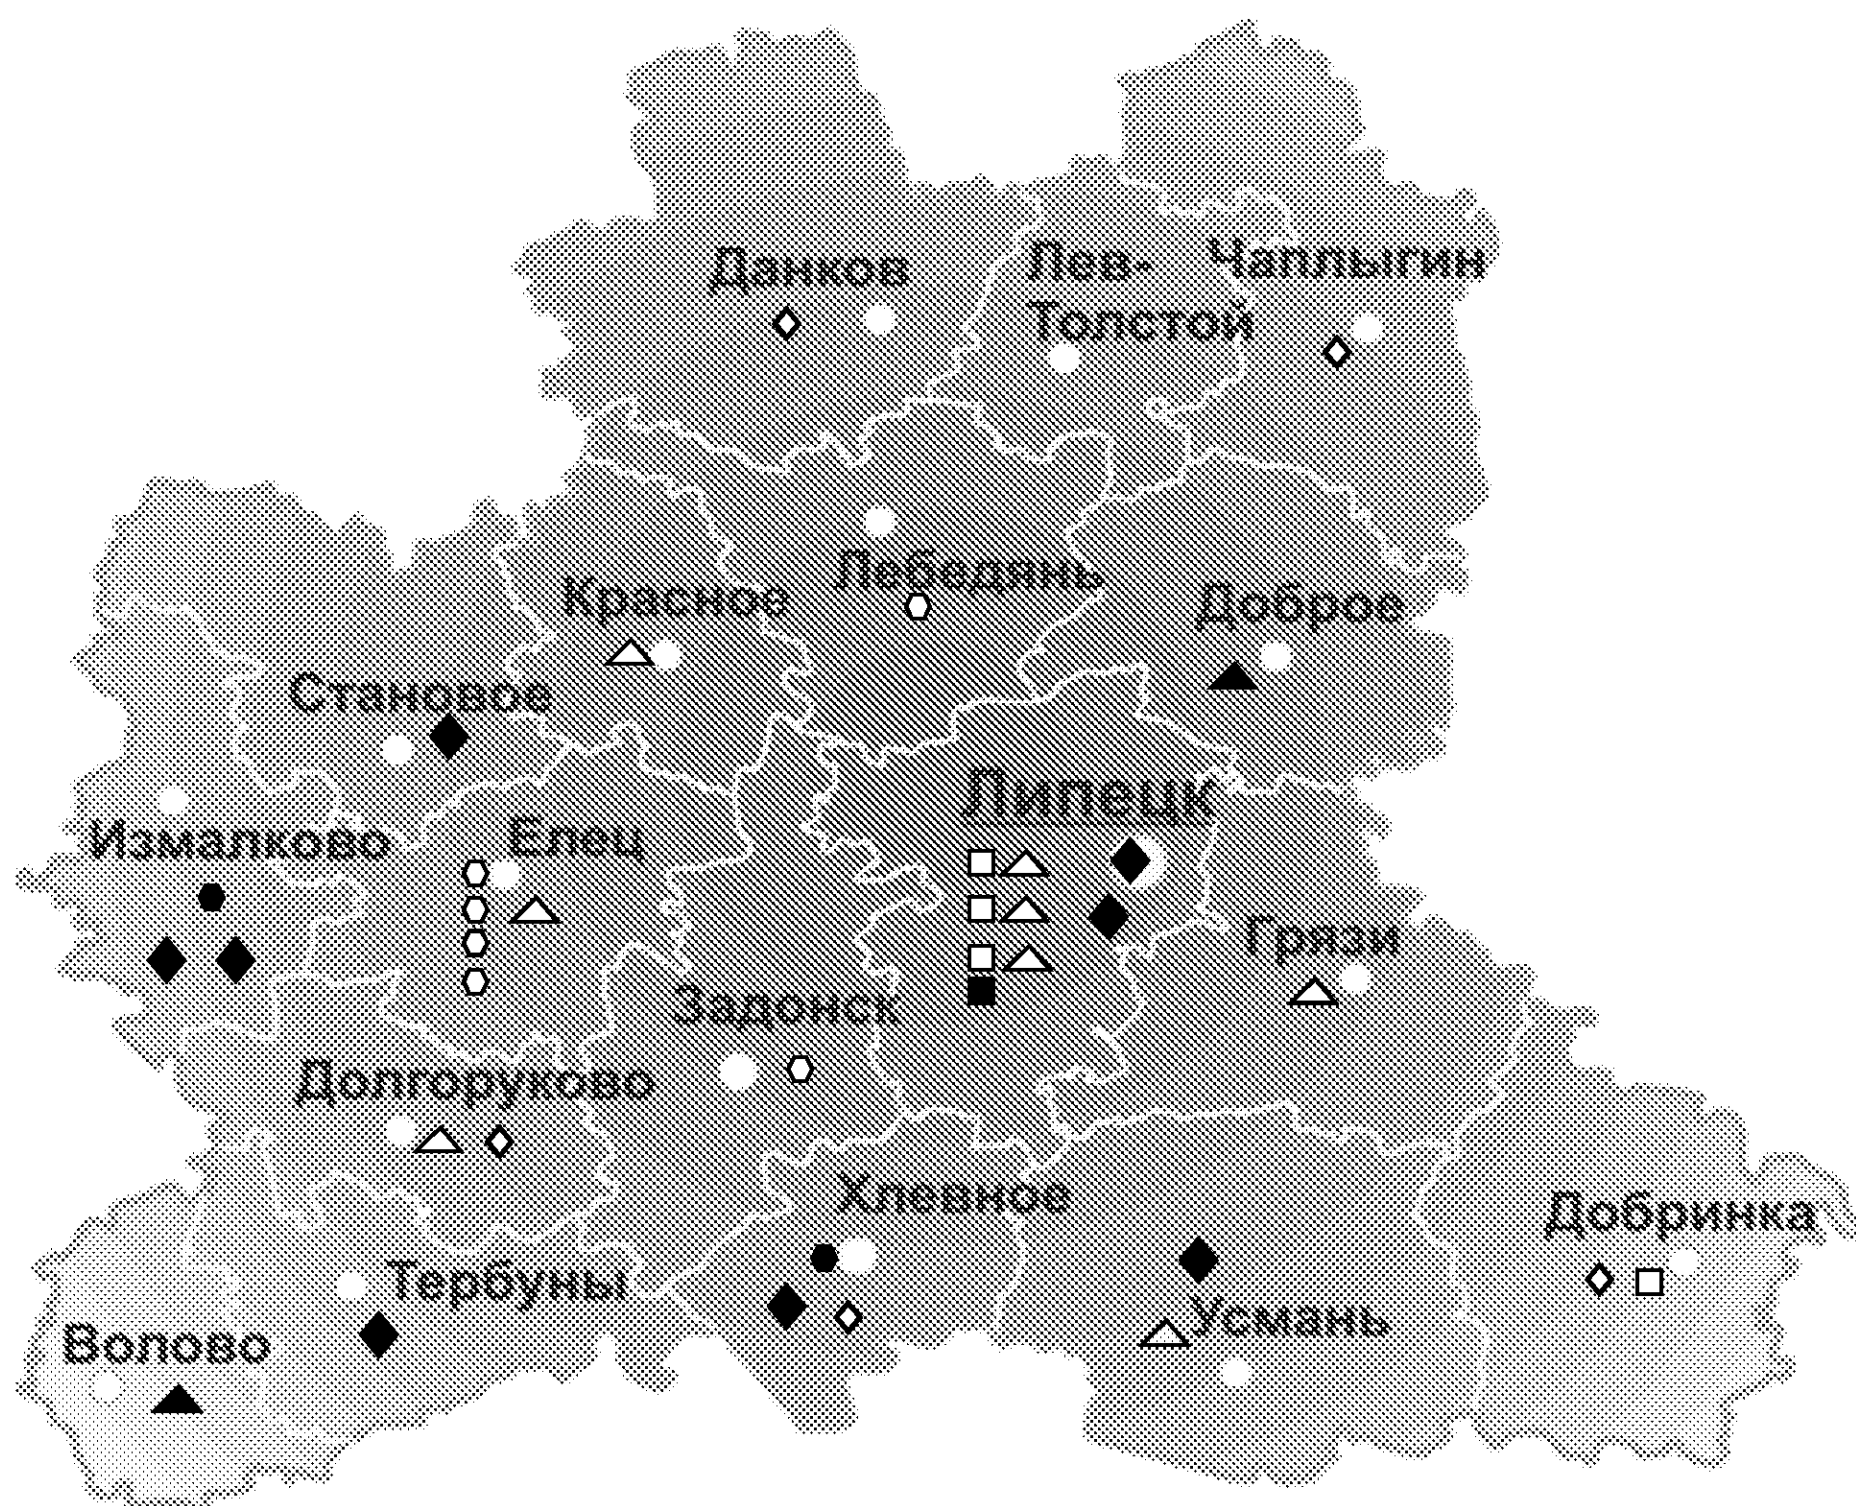 Данков
Лев-
Толстой
Чаплыгин
Лебедянь
Красное
Доброе
Становое
Липецк
Измалково
Елец
Грязи
Задонск
Долгоруково
Хлевное
Добринка
Тербуны
Усмань
Волово